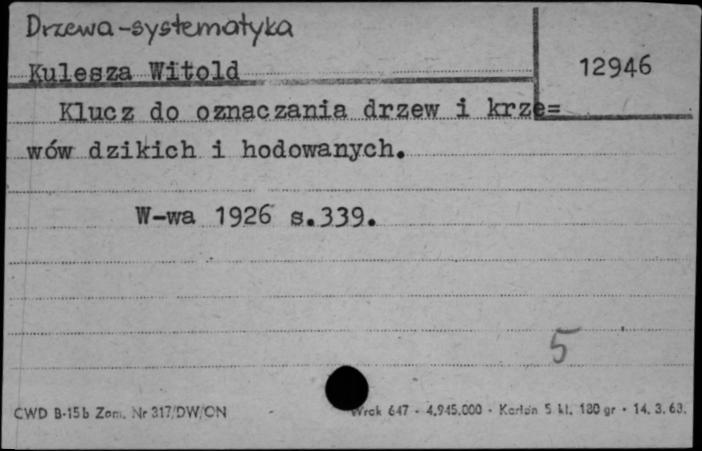 Drzewa-systematyka
Kulesza Witold
12946
Klucz do oznaczania drzew i krze=
wów dzikich i hodowanych.
W-wa 1926 s.339.
5
CWD B-15b Zam. Nr 317/DW/ON
Wrok 647 - 4.945.000 - Karton 5 kl. 180 gr - 14. 3. 63.